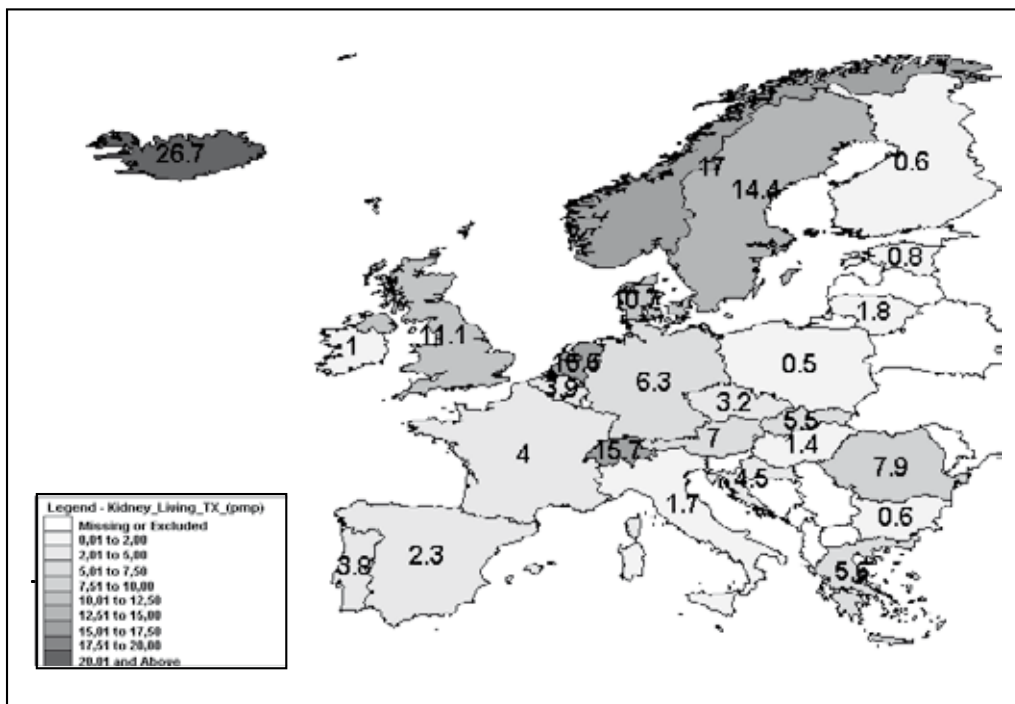 26.7
17
14.4
0.6
0.8
1.8
10.7
11.1
1
16.6
3.9
6.3
0.5
3.2
5.5
4
15.7
7
1.4
4.5
7.9
1.7
0.6
2.3
3.8
Legend - Kidney_Living_TX_(pmp)
Missing or Excluded
0,01 to 2,00
2,01 to 5,00
5,01 to 7,50
7,51 to 10,00
10,01 to 12,50
12,51 to 15,00
15,01 to 17,50
17,51 to 20,00
20,01 and Above